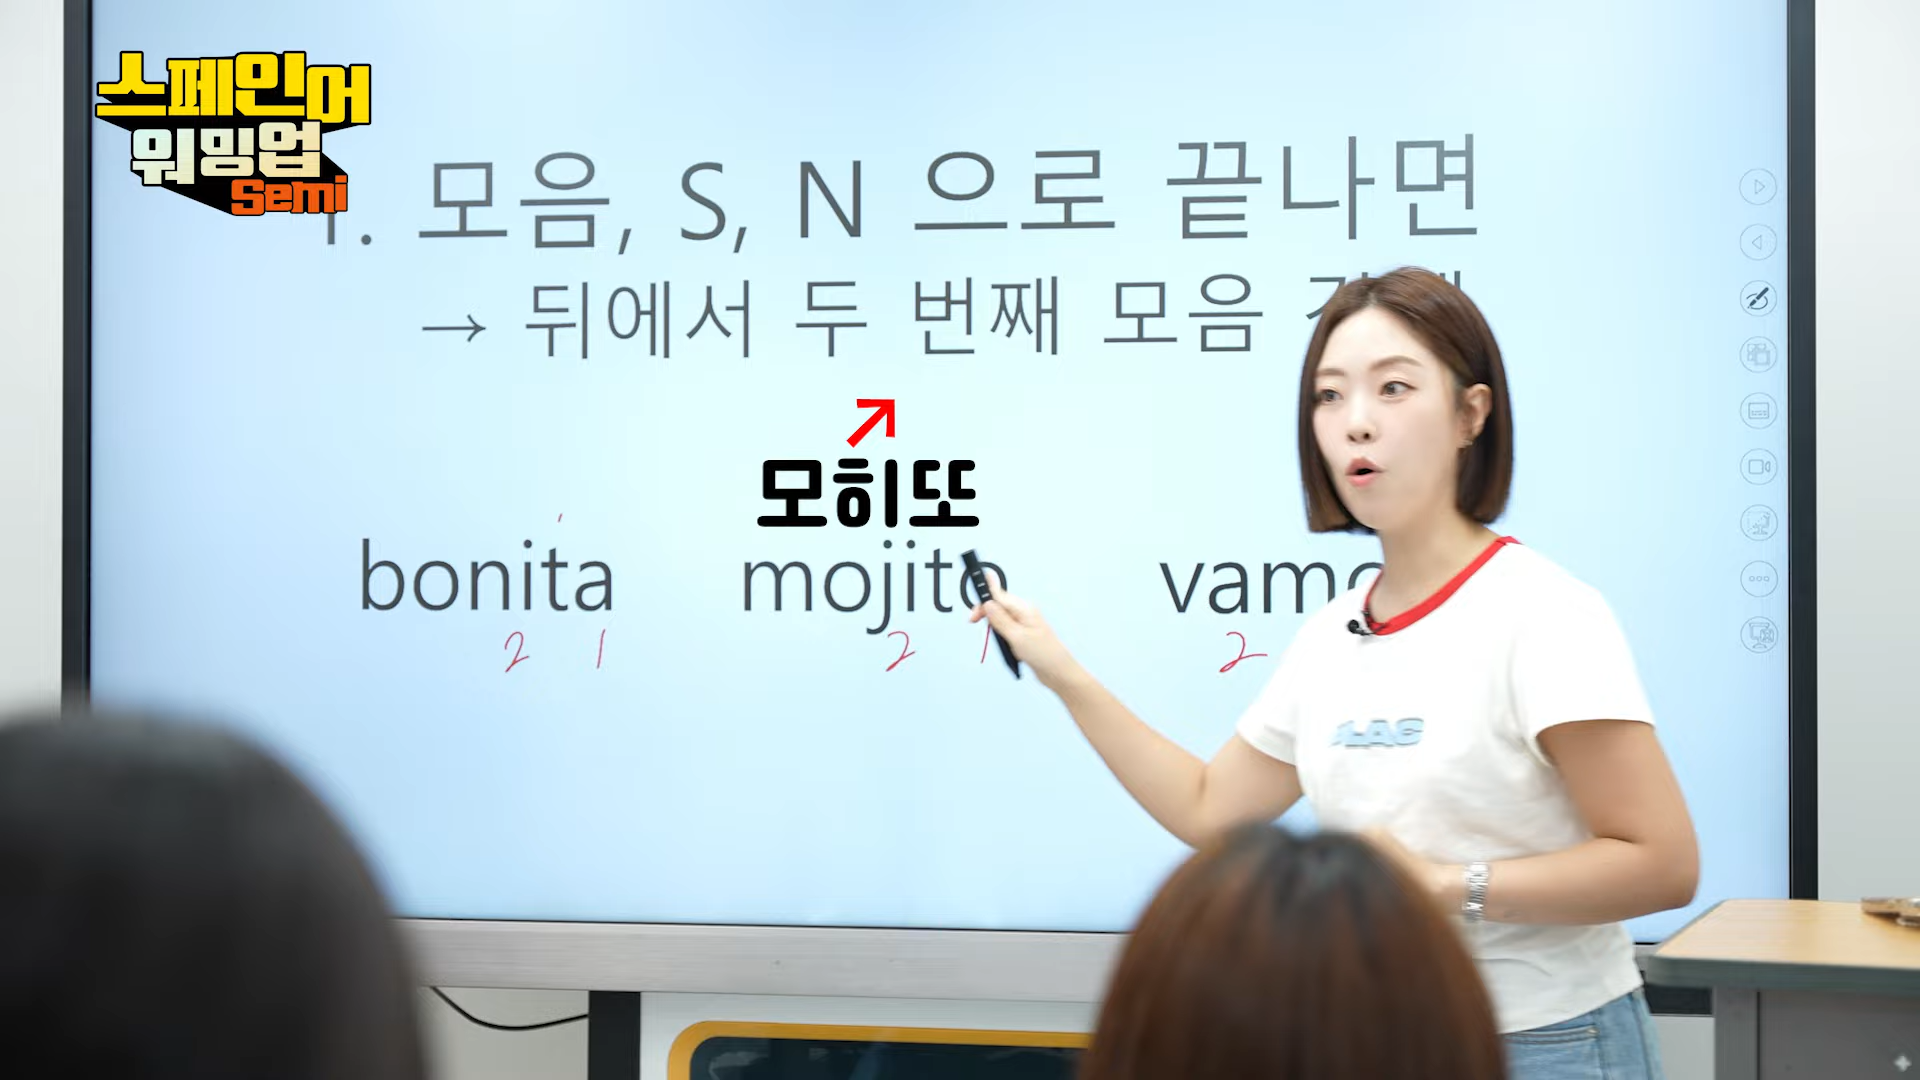 스페인어
워밍업
Semi
1. 모음, S, N 으로 끝나면
→ 뒤에서 두 번째 모음
↗
모히또
bonita mojito
2 1 2 1 2